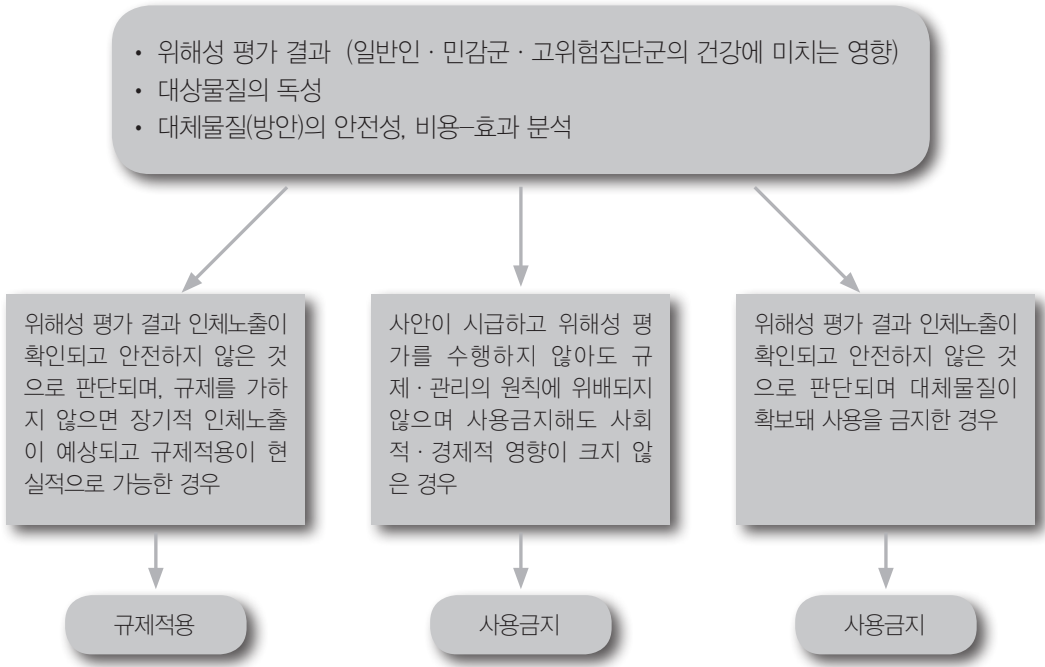 • 위해성 평가 결과 (일반인 · 민감군 · 고위험집단군의 건강에 미치는 영향)
• 대상물질의 독성
• 대체물질(방안)의 안전성, 비용–효과 분석
위해성 평가 결과 인체노출이
확인되고 안전하지 않은 것
으로 판단되며, 규제를 가하
지 않으면 장기적 인체노출
이 예상되고 규제적용이 현
실적으로 가능한 경우
사안이 시급하고 위해성 평
가를 수행하지 않아도 규
제 · 관리의 원칙에 위배되지
않으며 사용금지해도 사회
적 · 경제적 영향이 크지 않
은 경우
위해성 평가 결과 인체노출이
확인되고 안전하지 않은 것
으로 판단되며 대체물질이
확보돼 사용을 금지한 경우
규제적용
사용금지
사용금지